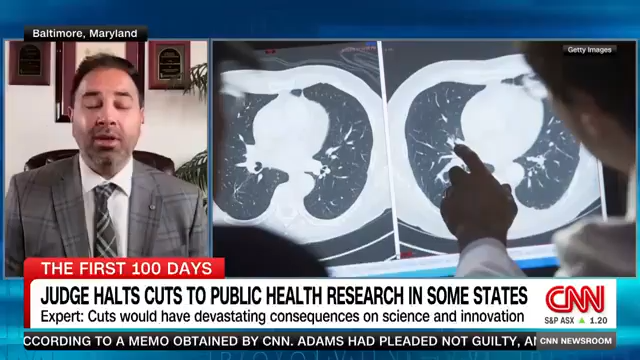 Baltimore, Maryland
Getty Images
THE FIRST 100 DAYS
JUDGE HALTS CUTS TO PUBLIC HEALTH RESEARCH IN SOME STATES
Expert: Cuts would have devastating consequences on science and innovation
CNN
S&P ASX ▲ 1.20
CCORDING TO A MEMO OBTAINED BY CNN. ADAMS HAD PLEADED NOT GUILTY, AN
CNN NEWSROOM